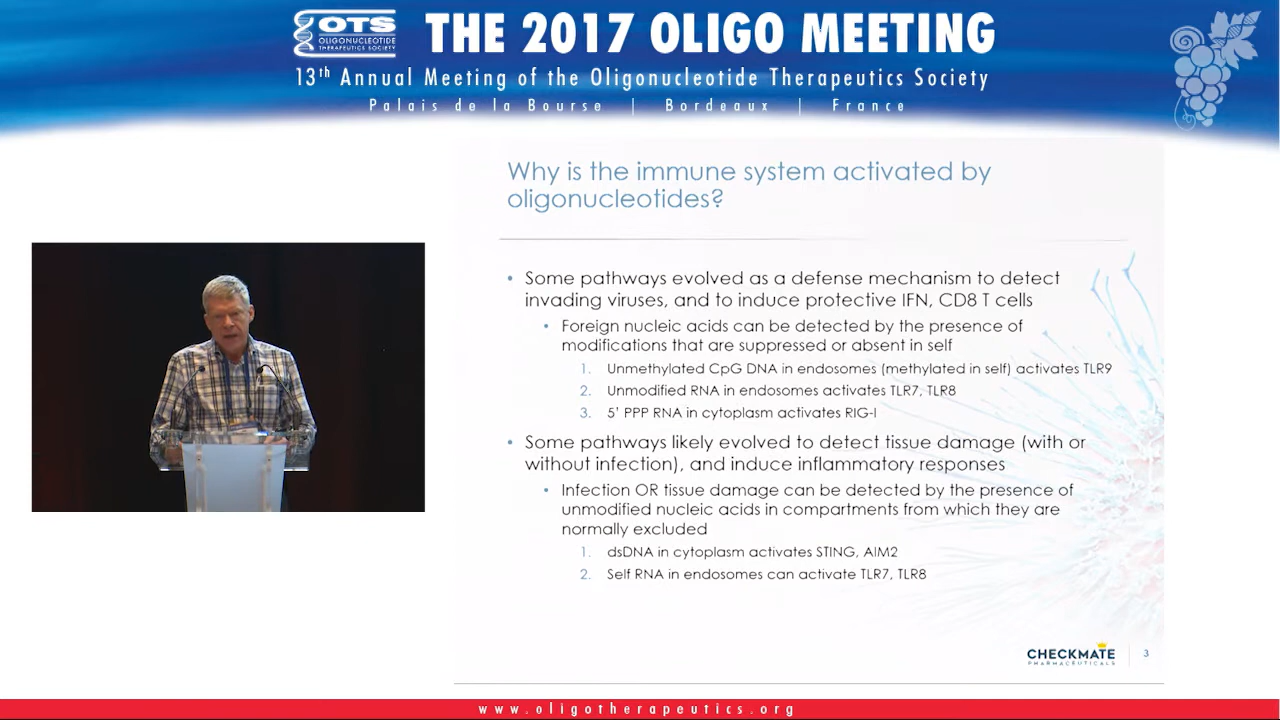 OTS
OLIGONUCLEOTIDE
THERAPEUTICS SOCIETY
THE 2017 OLIGO MEETING
13th Annual Meeting of the Oligonucleotide Therapeutics Society
Palais de la Bourse | Bordeaux | France
Why is the immune system activated by
oligonucleotides?
• Some pathways evolved as a defense mechanism to detect
invading viruses, and to induce protective IFN, CD8 T cells
• Foreign nucleic acids can be detected by the presence of
modifications that are suppressed or absent in self
1. Unmethylated CpG DNA in endosomes (methylated in self) activates TLR9
2. Unmodified RNA in endosomes activates TLR7, TLR8
3. 5' PPP RNA in cytoplasm activates RIG-I
• Some pathways likely evolved to detect tissue damage (with or
without infection), and induce inflammatory responses
• Infection OR tissue damage can be detected by the presence of
unmodified nucleic acids in compartments from which they are
normally excluded
1. dsDNA in cytoplasm activates STING, AIM2
2. Self RNA in endosomes can activate TLR7, TLR8
CHECKMATE
PHARMACEUTICALS
3
www.oligotherapeutics.org